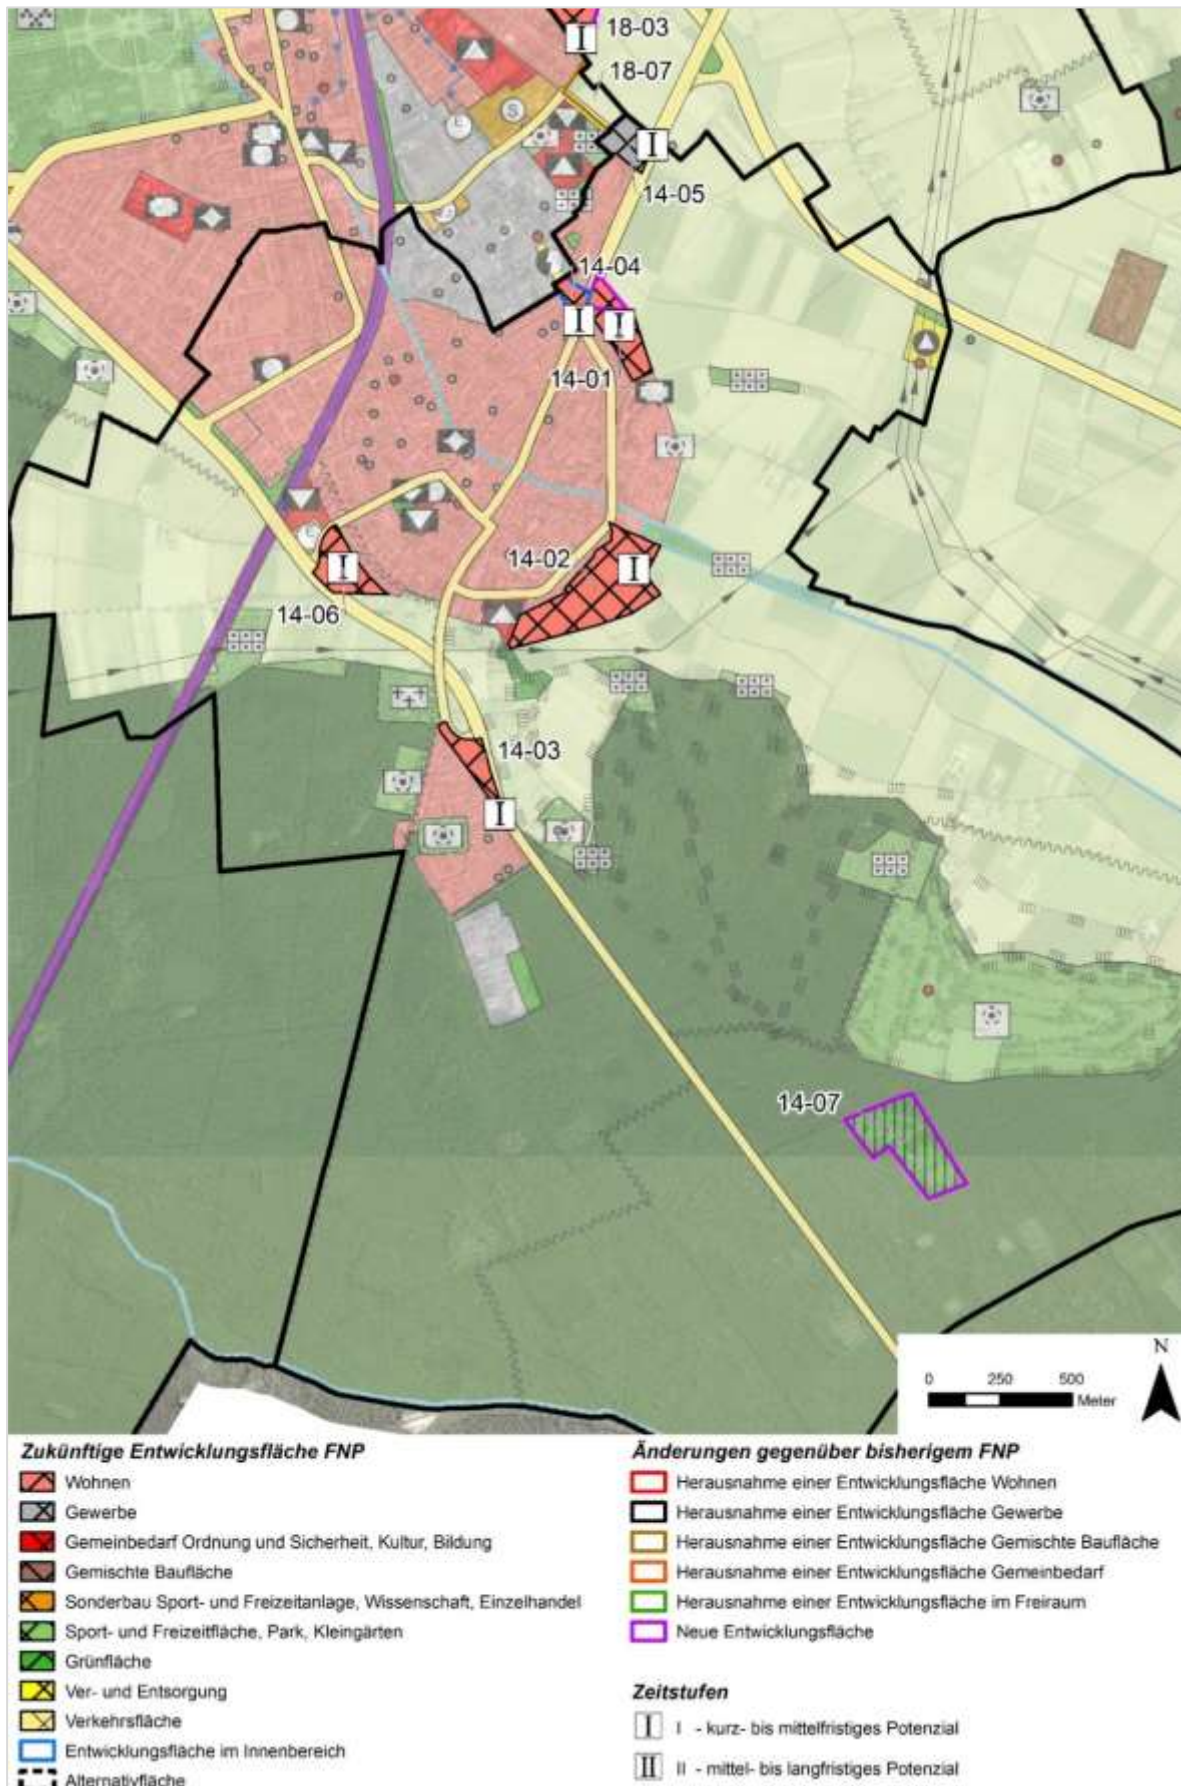 18-03
18-07
E
S
I
I
14-05
14-04
I
I
14-01
14-02
I
I
E
14-06
14-03
I
14-07
N
0 250 500
Meter
Zukünftige Entwicklungsfläche FNP
Wohnen
Gewerbe
Gemeinbedarf Ordnung und Sicherheit, Kultur, Bildung
Gemischte Baufläche
Sonderbau Sport- und Freizeitanlage, Wissenschaft, Einzelhandel
Sport- und Freizeitfläche, Park, Kleingärten
Grünfläche
Ver- und Entsorgung
Verkehrsfläche
Entwicklungsfläche im Innenbereich
Alternativfläche
Änderungen gegenüber bisherigem FNP
Herausnahme einer Entwicklungsfläche Wohnen
Herausnahme einer Entwicklungsfläche Gewerbe
Herausnahme einer Entwicklungsfläche Gemischte Baufläche
Herausnahme einer Entwicklungsfläche Gemeinbedarf
Herausnahme einer Entwicklungsfläche im Freiraum
Neue Entwicklungsfläche
Zeitstufen
I I - kurz- bis mittelfristiges Potenzial
II II - mittel- bis langfristiges Potenzial